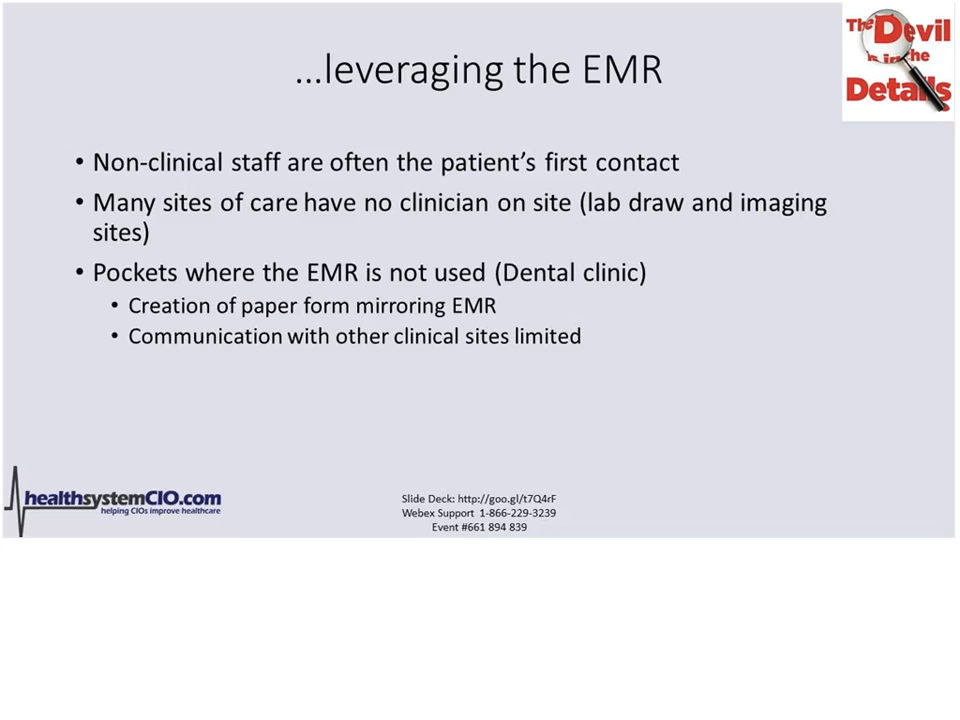 …leveraging the EMR
The Devil
is in the
Details
• Non-clinical staff are often the patient’s first contact
• Many sites of care have no clinician on site (lab draw and imaging
sites)
• Pockets where the EMR is not used (Dental clinic)
• Creation of paper form mirroring EMR
• Communication with other clinical sites limited
healthsystemCIO.com
helping CIOs improve healthcare
Slide Deck: http://goo.gl/t7Q4rF
Webex Support 1-866-229-3239
Event #661 894 839